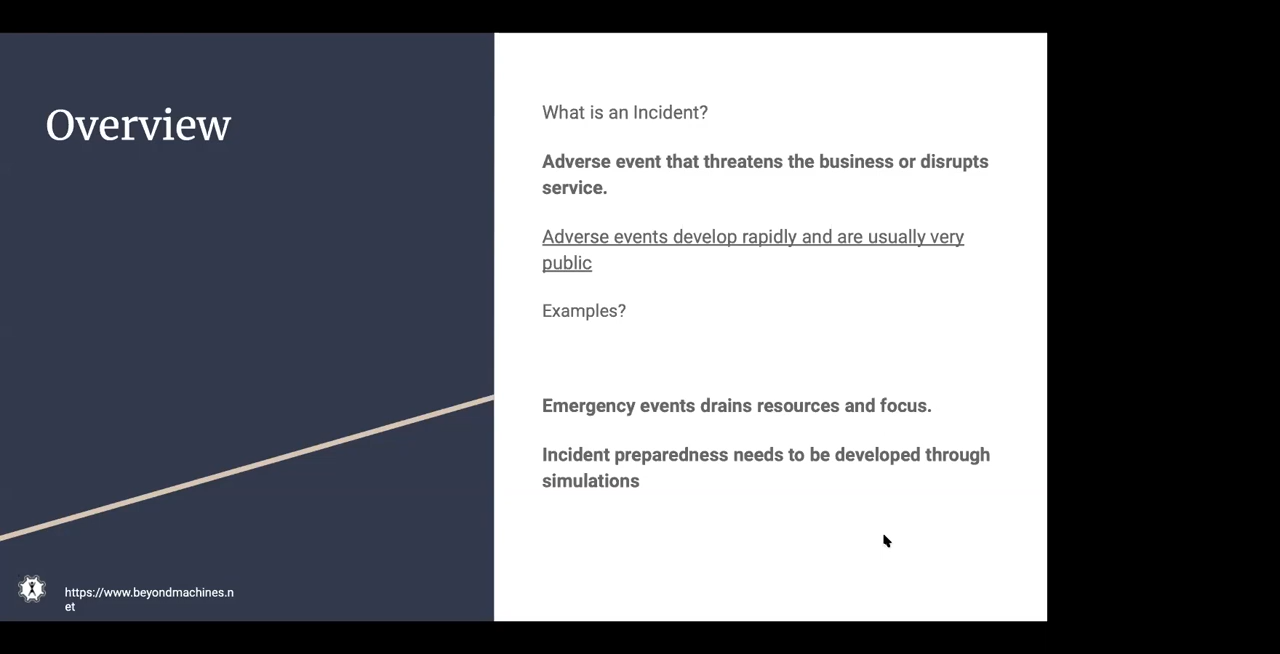 Overview
What is an Incident?
Adverse event that threatens the business or disrupts
service.
Adverse events develop rapidly and are usually very
public
Examples?
Emergency events drains resources and focus.
Incident preparedness needs to be developed through
simulations
https://www.beyondmachines.n
et